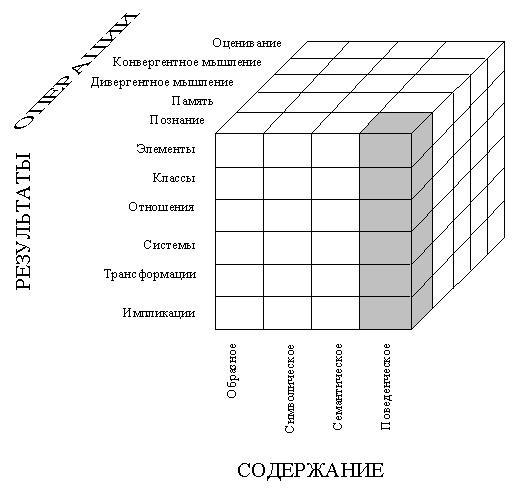 ОПЕРАЦИИ
Оценивание
Конвергентное мышление
Дивергентное мышление
Память
Познание
РЕЗУЛЬТАТЫ
Элементы
Классы
Отношения
Системы
Трансформации
Импликации
Образное
Символическое
Семантическое
Поведенческое
СОДЕРЖАНИЕ